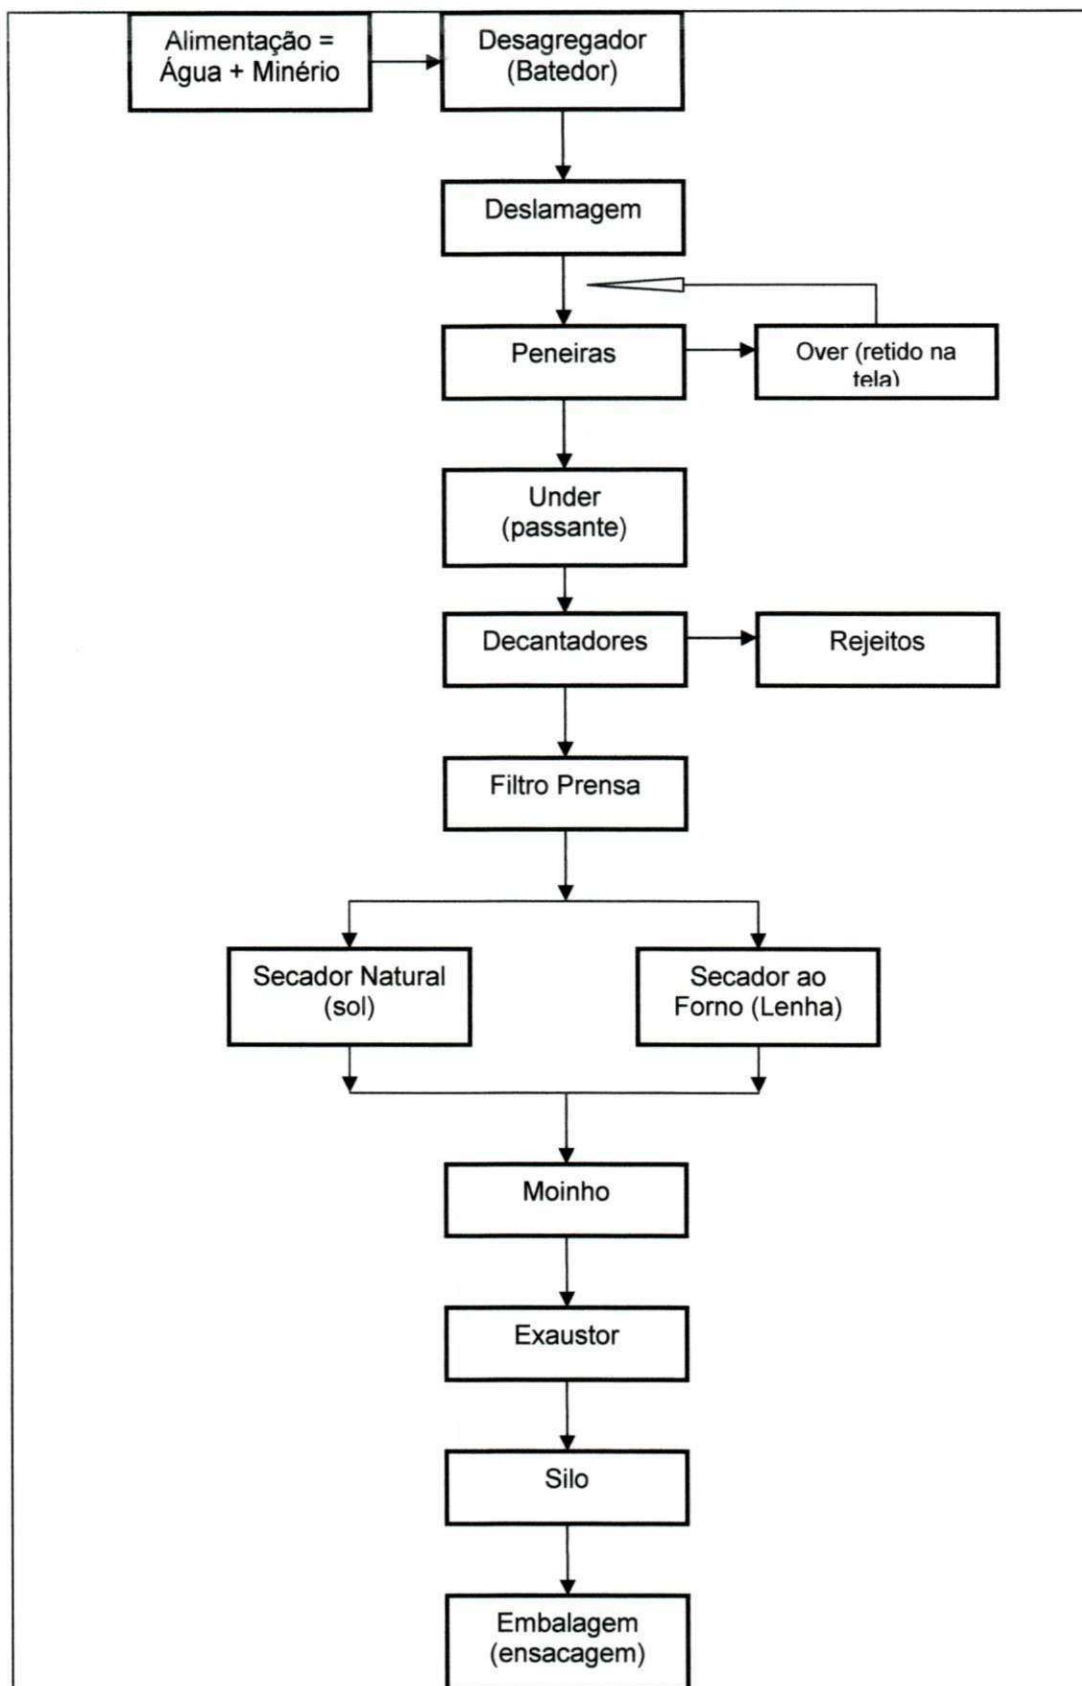 Alimentação =
Água + Minério
Desagregador
(Batedor)
Deslamagem
Peneiras
Over (retido na
tela)
Under
(passante)
Decantadores
Rejeitos
Filtro Prensa
Secador Natural
(sol)
Secador ao
Forno (Lenha)
Moinho
Exaustor
Silo
Embalagem
(ensacagem)